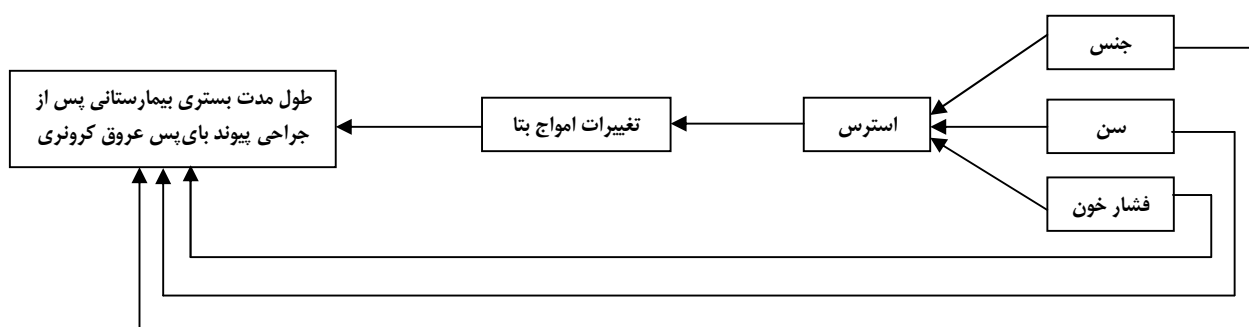 جنس
طول مدت بستری بیمارستانی پس از
جراحی پیوند بای‌پس عروق کرونری
تغییرات امواج بتا
استرس
سن
فشار خون